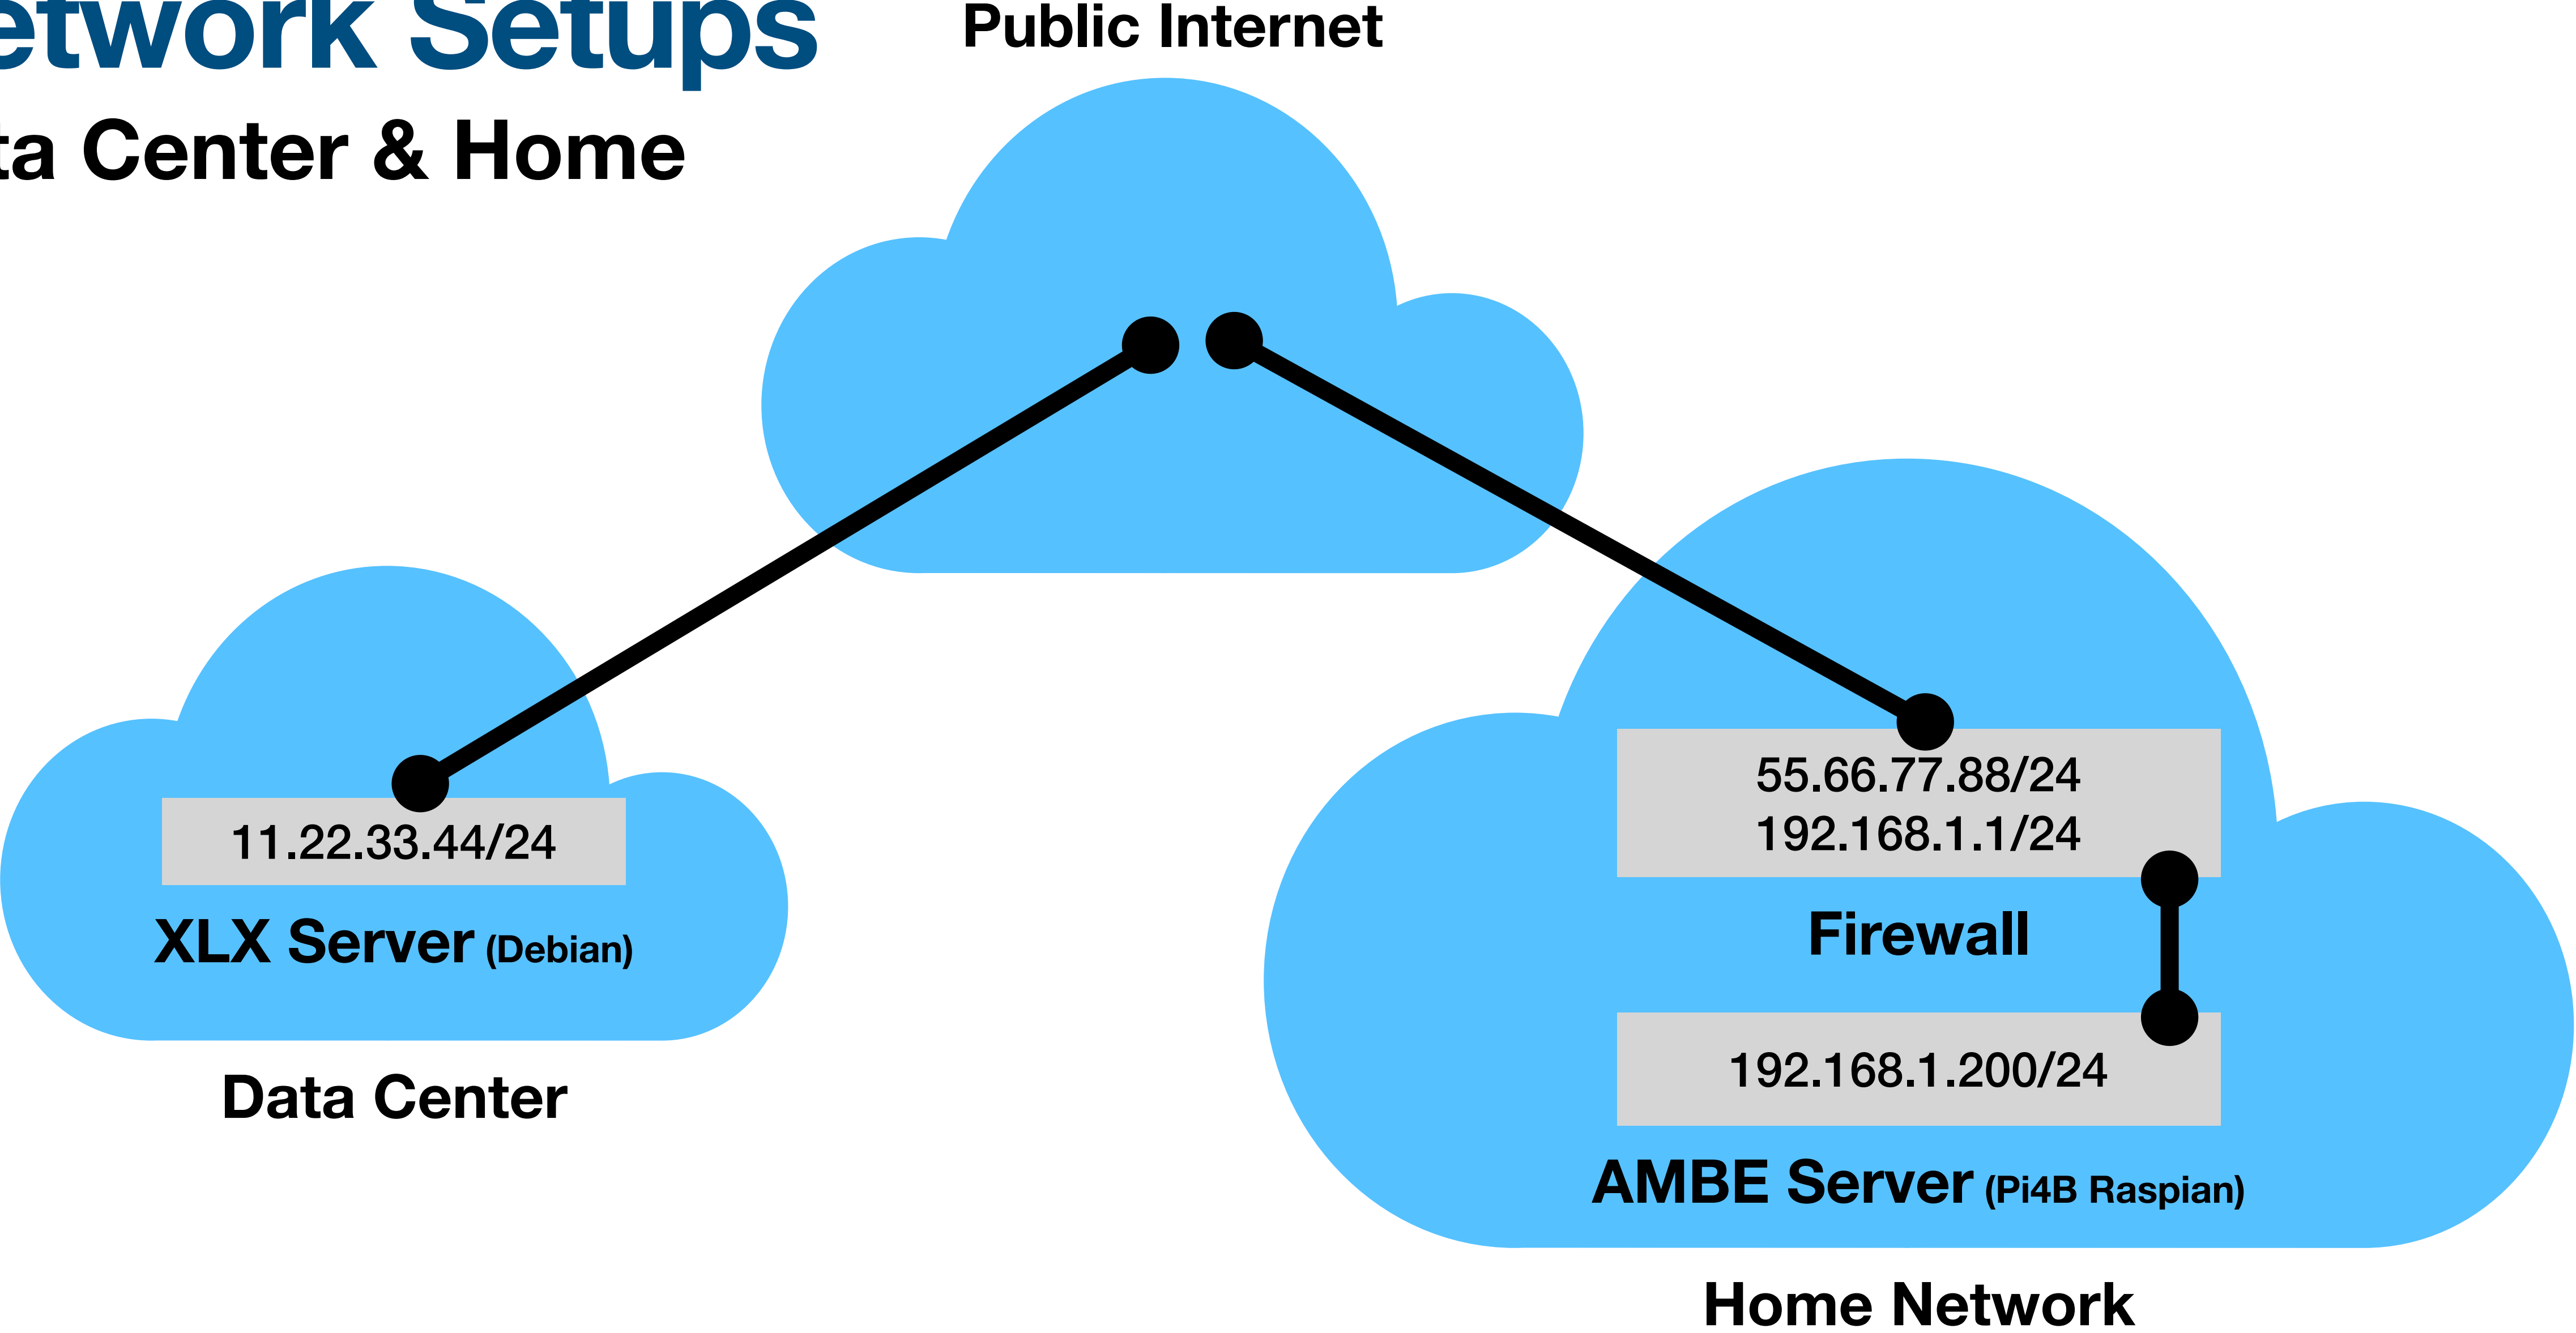 etwork Setups
ta Center & Home
Public Internet
11.22.33.44/24
XLX Server (Debian)
Data Center
55.66.77.88/24
192.168.1.1/24
Firewall
192.168.1.200/24
AMBE Server (Pi4B Raspian)
Home Network